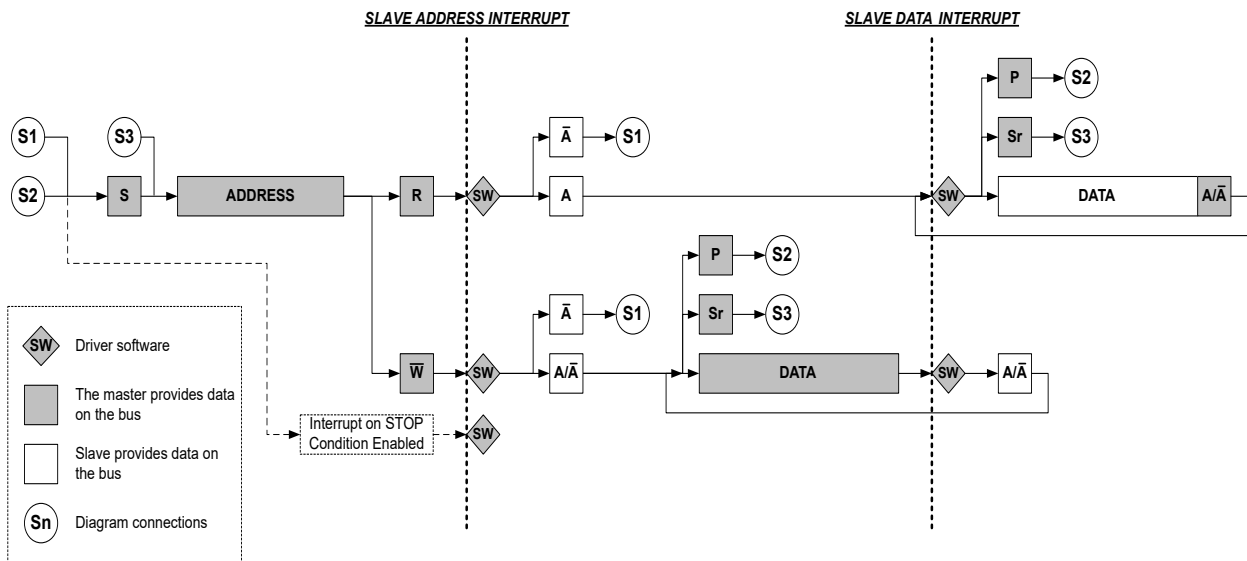 SLAVE ADDRESS INTERRUPT
SLAVE DATA INTERRUPT
P
S2
S1
S3
A̅
S1
Sr
S3
S2
S
ADDRESS
R
SW
A
SW
DATA
A/A̅
P
S2
A̅
S1
Sr
S3
W̅
SW
A/A̅
DATA
SW
A/A̅
Interrupt on STOP
Condition Enabled
SW
SW
Driver software
The master provides data
on the bus
Slave provides data on
the bus
Sn
Diagram connections